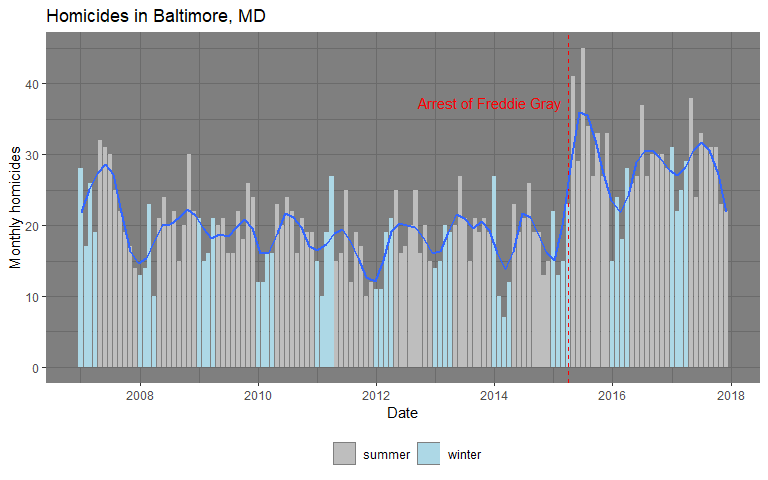 Homicides in Baltimore, MD
Monthly homicides
40
30
20
10
0
Arrest of Freddie Gray
2008 2010 2012 2014 2016 2018
Date
summer winter